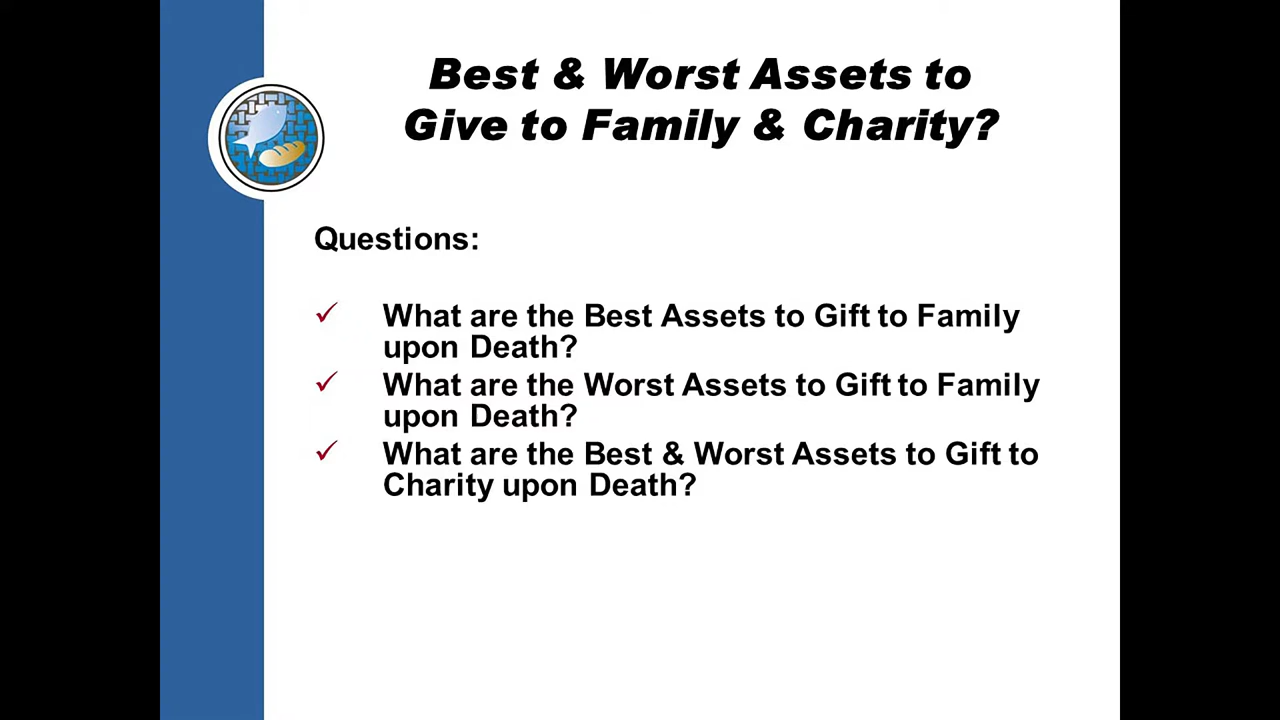 Best & Worst Assets to
Give to Family & Charity?
Questions:
✓ What are the Best Assets to Gift to Family
upon Death?
✓ What are the Worst Assets to Gift to Family
upon Death?
✓ What are the Best & Worst Assets to Gift to
Charity upon Death?